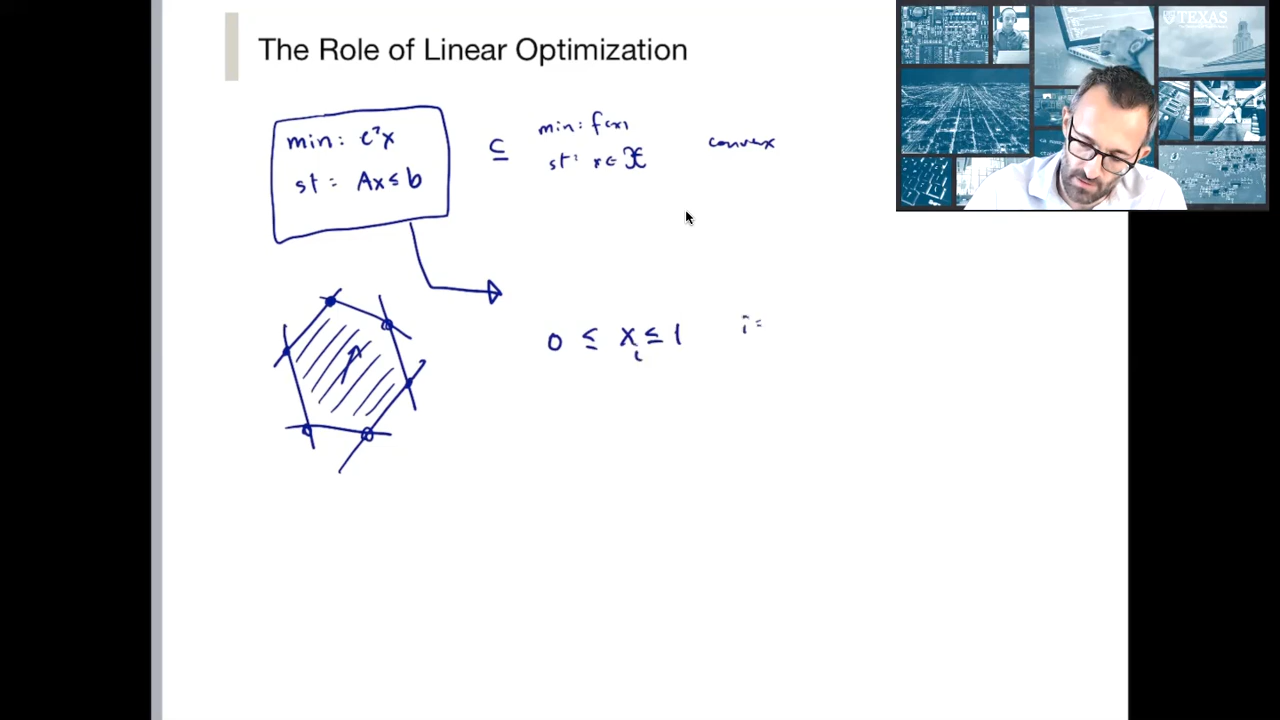 The Role of Linear Optimization
min: cᵀx
st: Ax ≤ b
⊆
min: f(x)
st: x ∈ 𝒳
convex
0 ≤ xᵢ ≤ 1 i =
TEXAS